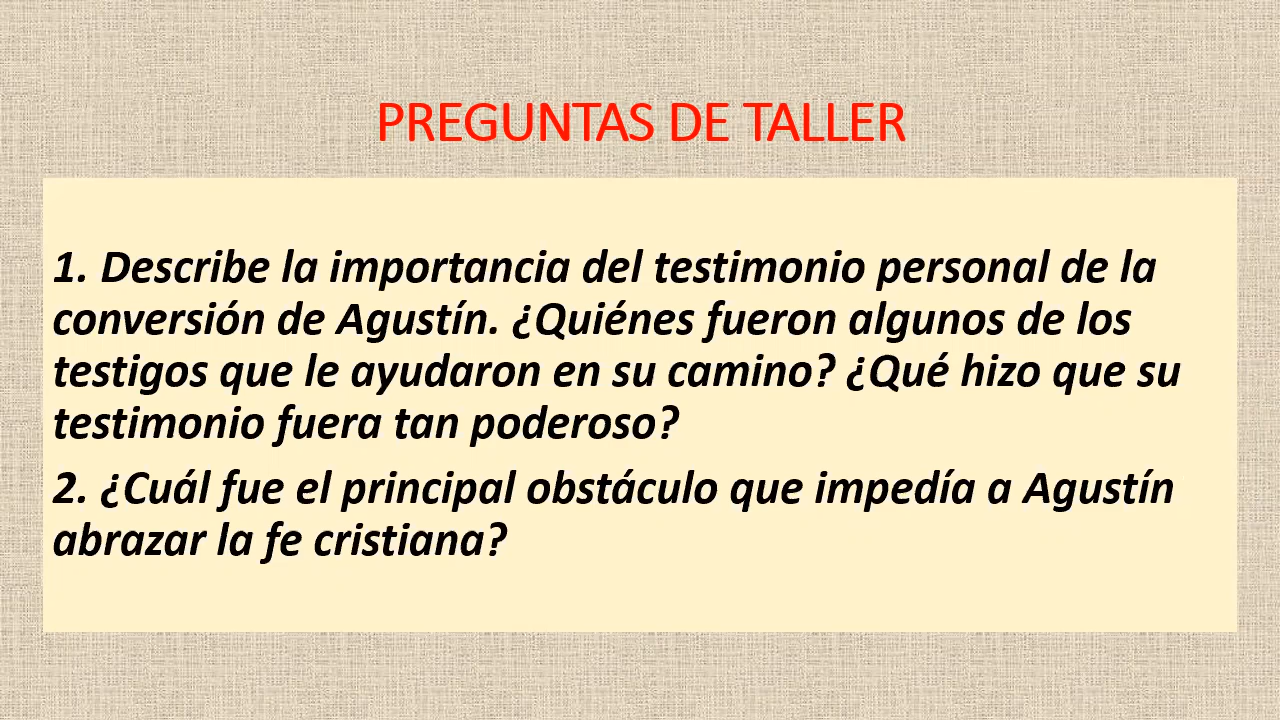 PREGUNTAS DE TALLER
1. Describe la importancia del testimonio personal de la
conversión de Agustín. ¿Quiénes fueron algunos de los
testigos que le ayudaron en su camino? ¿Qué hizo que su
testimonio fuera tan poderoso?
2. ¿Cuál fue el principal obstáculo que impedía a Agustín
abrazar la fe cristiana?